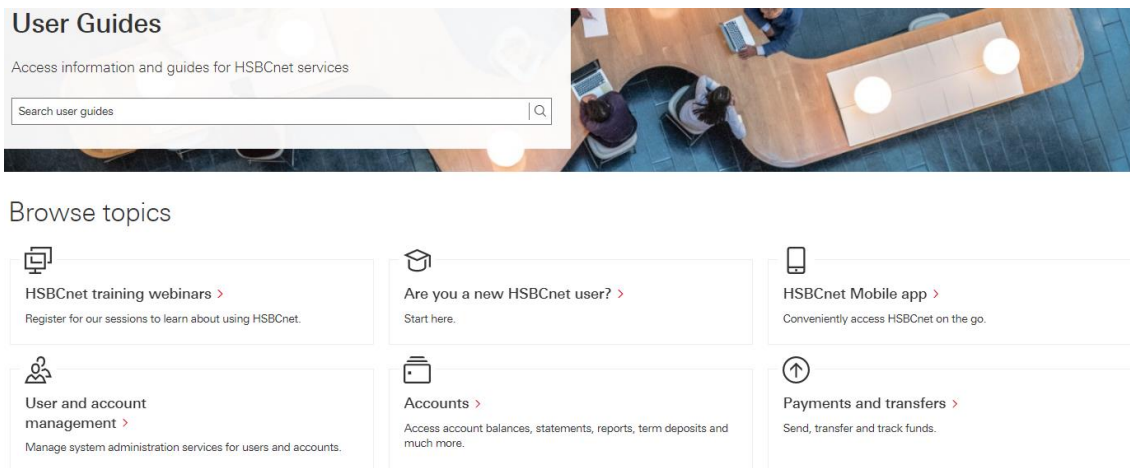 User Guides
Access information and guides for HSBCnet services
Search user guides
Browse topics
HSBCnet training webinars >
Register for our sessions to learn about using HSBCnet.
Are you a new HSBCnet user? >
Start here.
HSBCnet Mobile app >
Conveniently access HSBCnet on the go.
User and account
management >
Manage system administration services for users and accounts.
Accounts >
Access account balances, statements, reports, term deposits and
much more.
Payments and transfers >
Send, transfer and track funds.